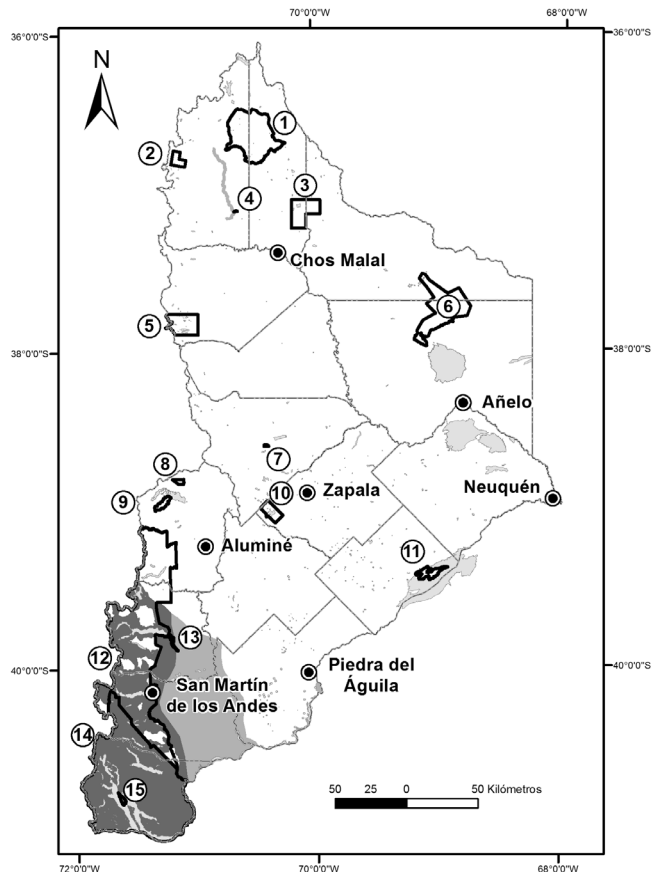 70°0'0"W 68°0'0"W
36°0'0"S 36°0'0"S
N
1
2
3
4
Chos Malal
6
5
38°0'0"S 38°0'0"S
Añelo
7
8
10
Zapala
Neuquén
9
Aluminé
11
13
12
40°0'0"S 40°0'0"S
Piedra del
Águila
San Martín
de los Andes
14
15
50 25 0 50 Kilómetros
72°0'0"W 70°0'0"W 68°0'0"W